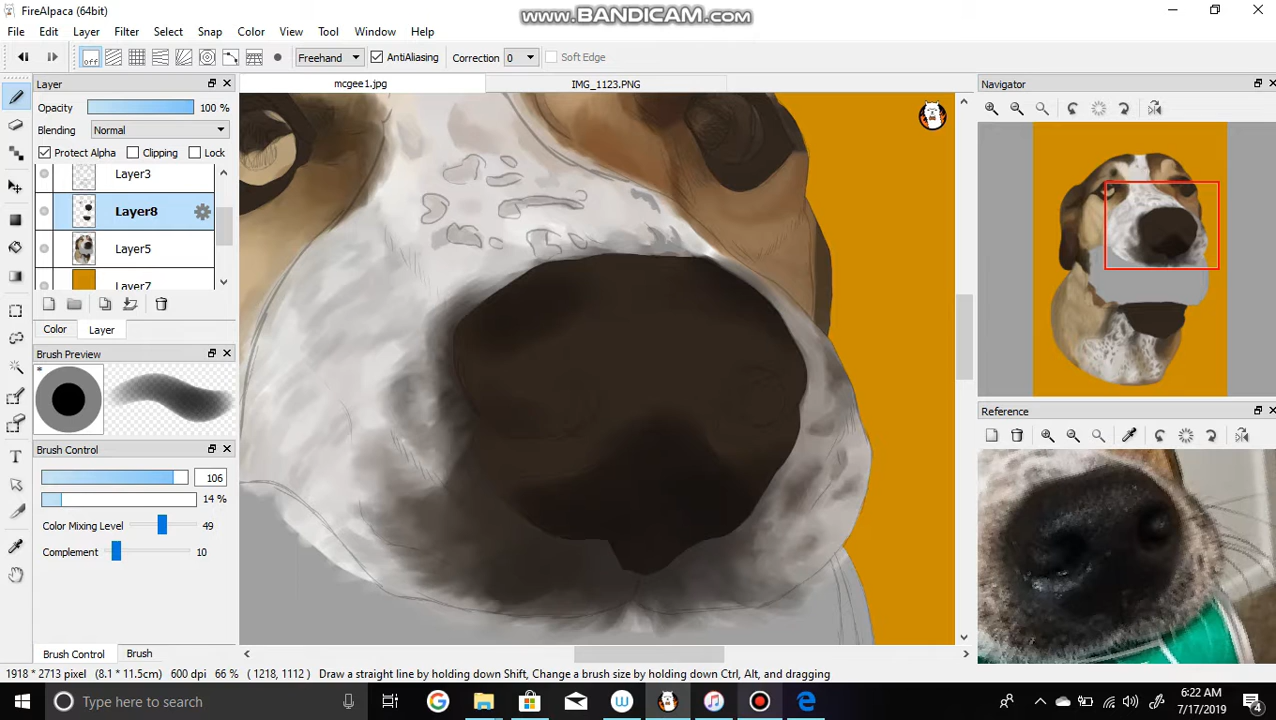 FireAlpaca (64bit)
www.BANDICAM.com
File Edit Layer Filter Select Snap Color View Tool Window Help
off Freehand AntiAliasing Correction 0 Soft Edge
Layer
mcgee1.jpg
IMG_1123.PNG
Navigator
Opacity 100 %
Blending Normal
Protect Alpha Clipping Lock
Layer3
Layer8
Layer5
Layer7
Color Layer
Brush Preview
Reference
Brush Control
106
14 %
Color Mixing Level 49
Complement 10
Brush Control Brush
1918 * 2713 pixel (8.1 * 11.5cm) 600 dpi 66 % ( 1218, 1112 ) Draw a straight line by holding down Shift, Change a brush size by holding down Ctrl, Alt, and dragging
Type here to search
6:22 AM
7/17/2019
4